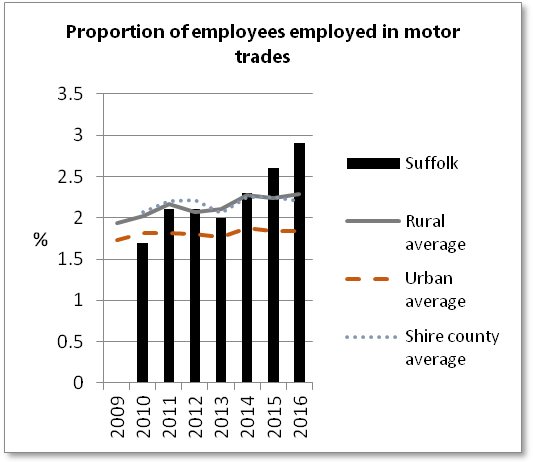 Proportion of employees employed in motor
trades
3.5
3
2.5
2
1.5
1
0.5
0
%
2009
2010
2011
2012
2013
2014
2015
2016
Suffolk
Rural
average
Urban
average
Shire county
average